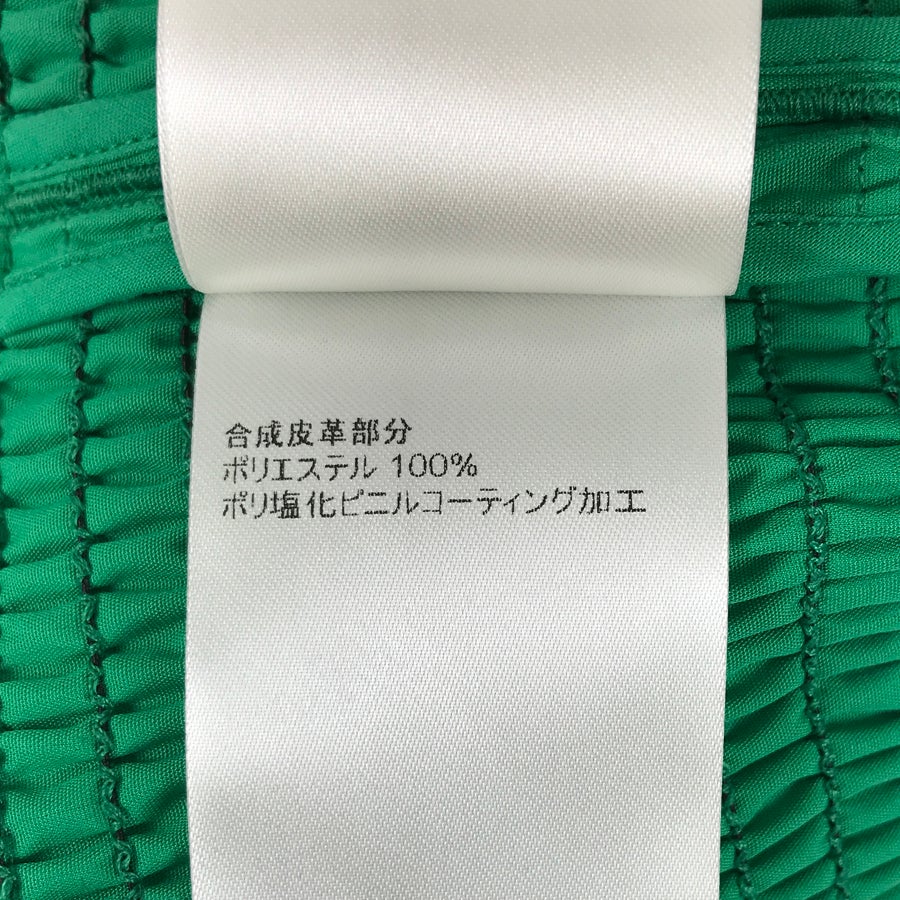 合成皮革部分
ポリエステル 100%
ポリ塩化ビニルコーティング加工